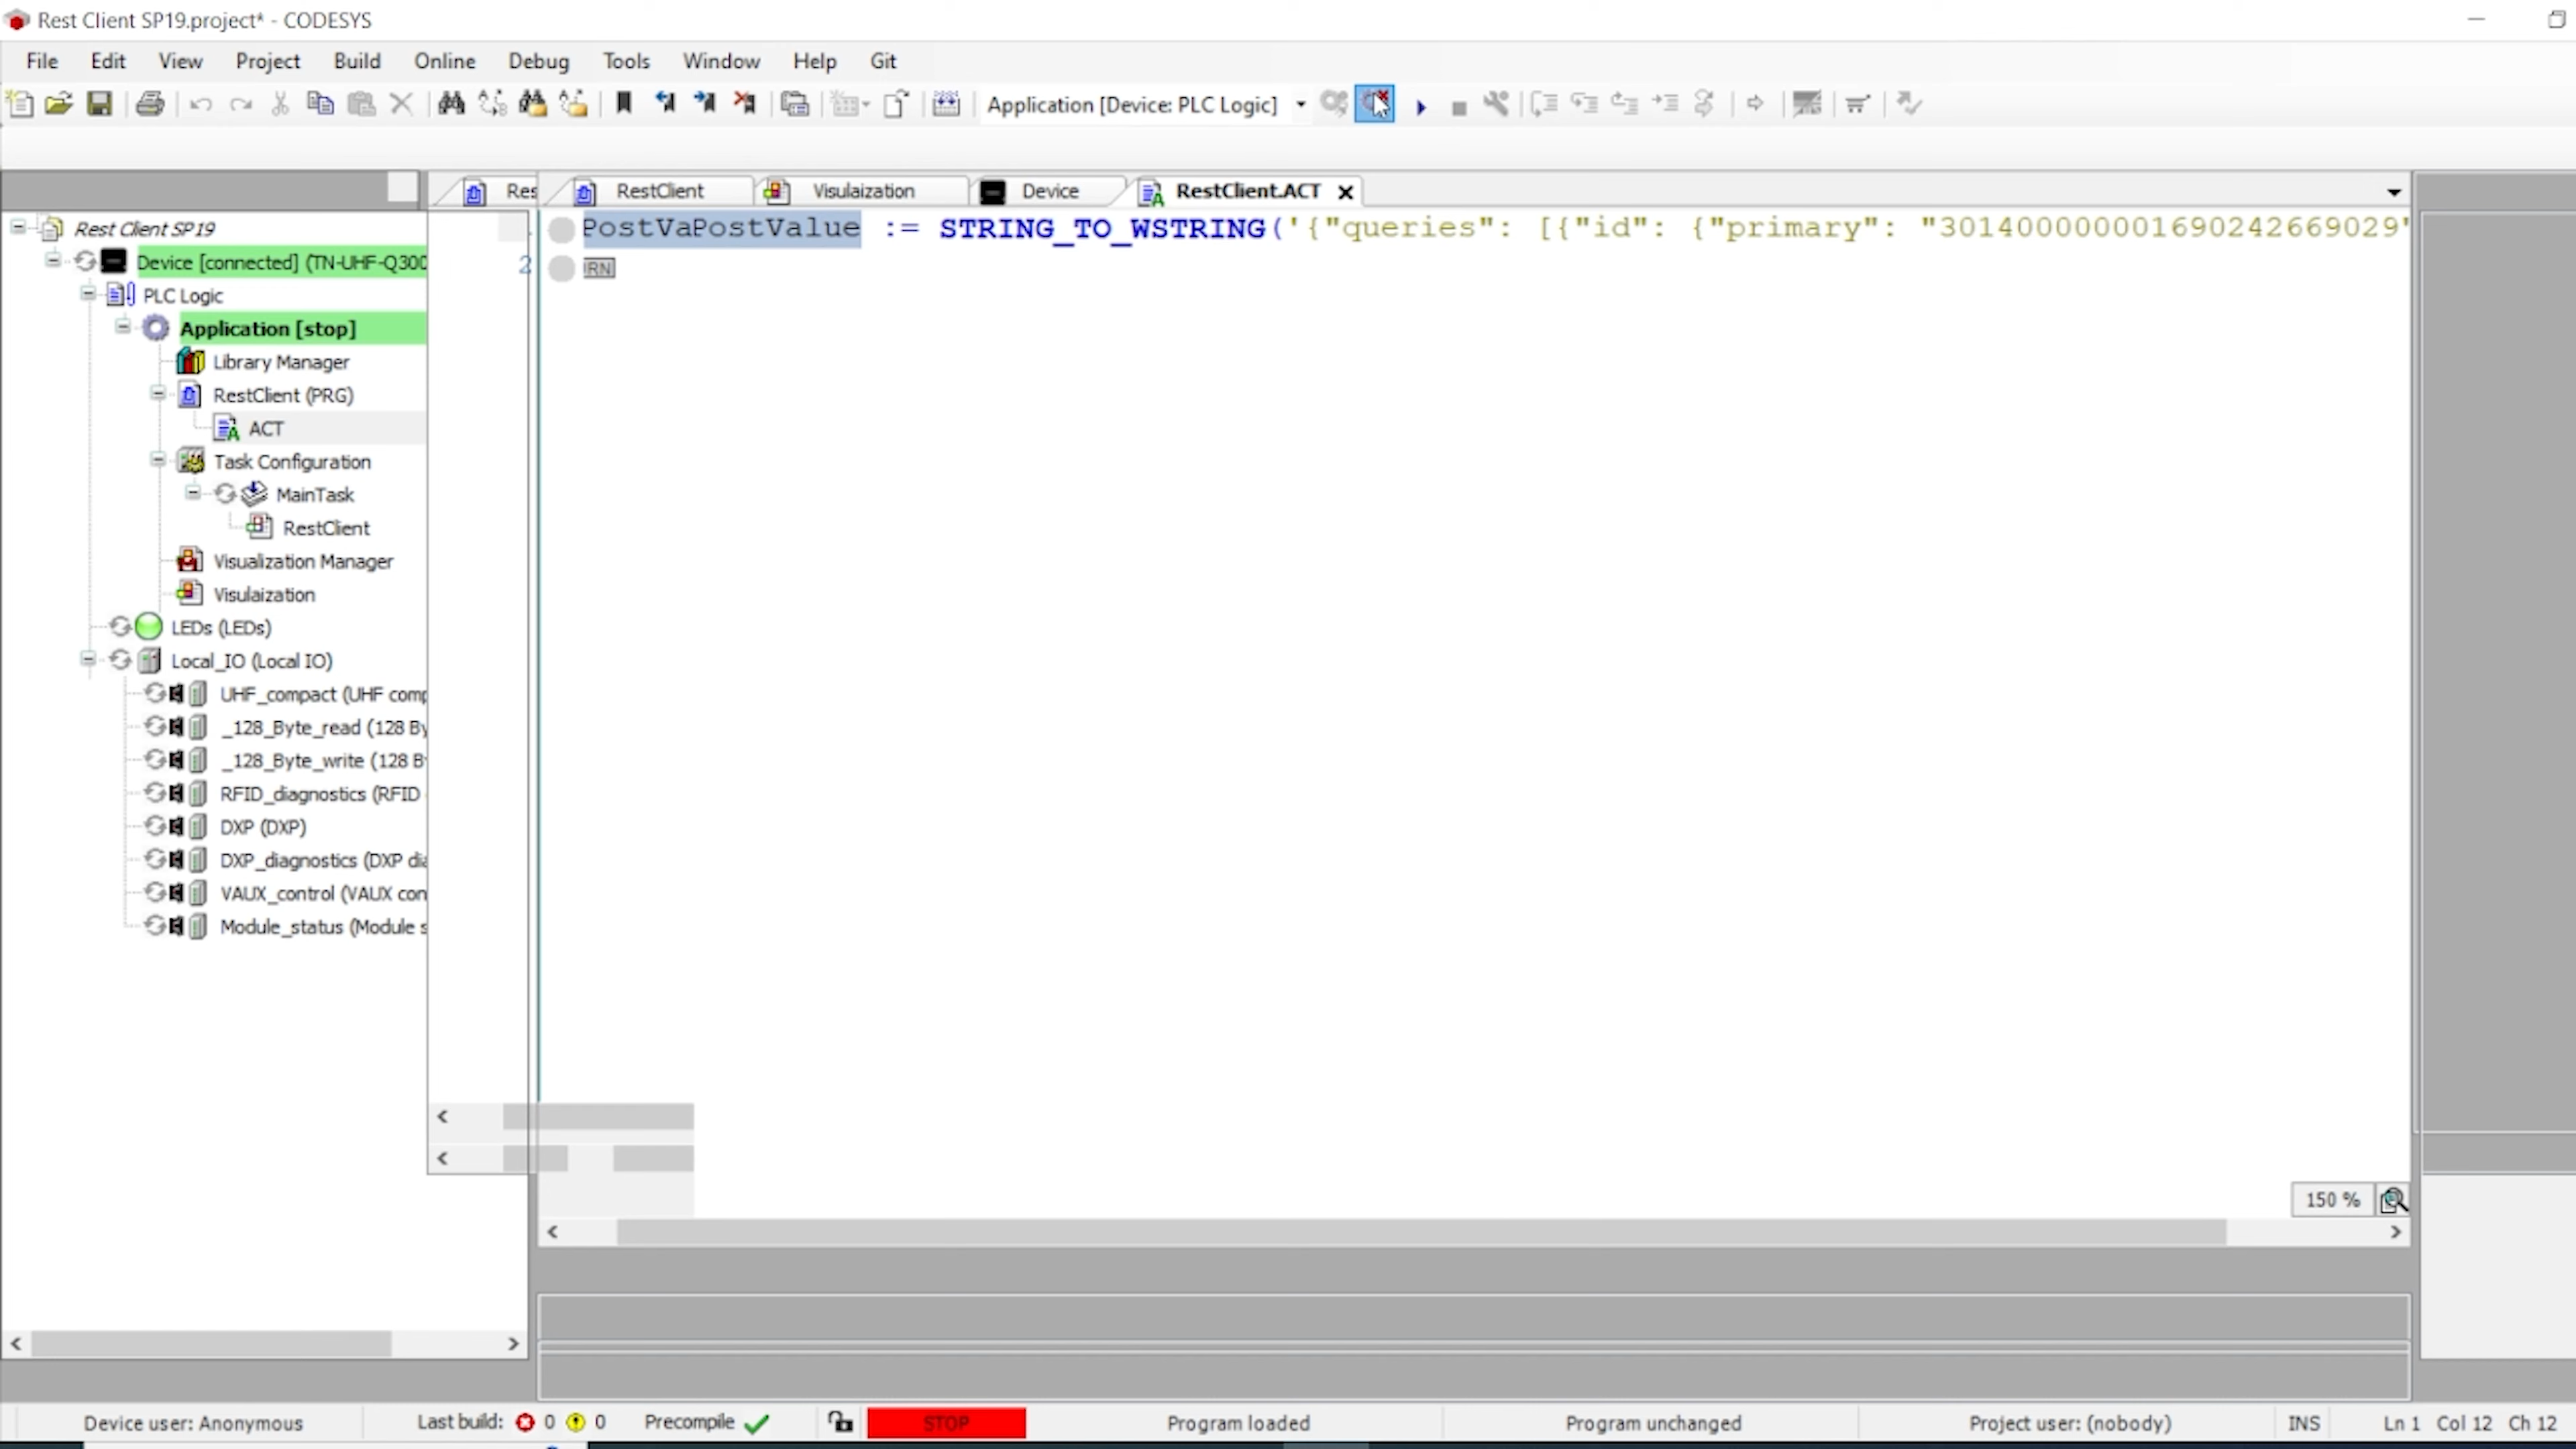 Rest Client SP19.project* - CODESYS
File Edit View Project Build Online Debug Tools Window Help Git
Application [Device: PLC Logic]
Res RestClient Visulaization Device RestClient.ACT
Rest Client SP19
Device [connected] (TN-UHF-Q300
PLC Logic
Application [stop]
Library Manager
RestClient (PRG)
ACT
Task Configuration
MainTask
RestClient
Visualization Manager
Visulaization
LEDs (LEDs)
Local_IO (Local IO)
UHF_compact (UHF comp
_128_Byte_read (128 By
_128_Byte_write (128 B
RFID_diagnostics (RFID
DXP (DXP)
DXP_diagnostics (DXP dia
VAUX_control (VAUX con
Module_status (Module s
PostVaPostValue := STRING_TO_WSTRING('{"queries": [{"id": {"primary": "3014000000001690242669029"
2 RN
150 %
Device user: Anonymous Last build: 0 0 Precompile STOP Program loaded Program unchanged Project user: (nobody) INS Ln 1 Col 12 Ch 12